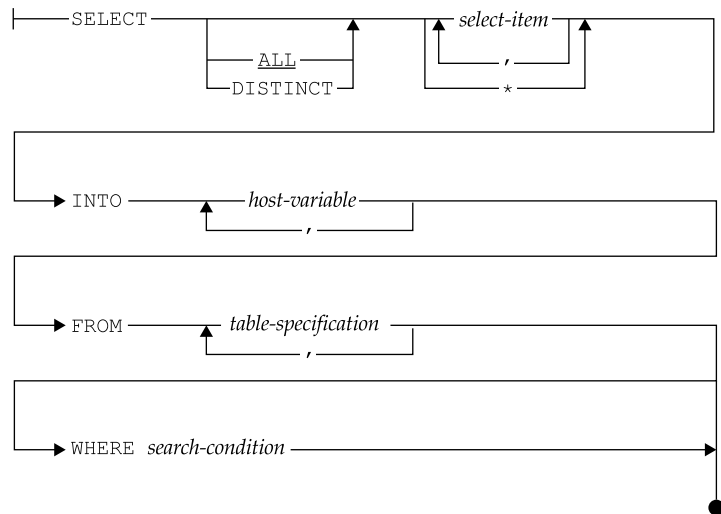 SELECT select-item
ALL ,
DISTINCT *
INTO host-variable
,
FROM table-specification
,
WHERE search-condition